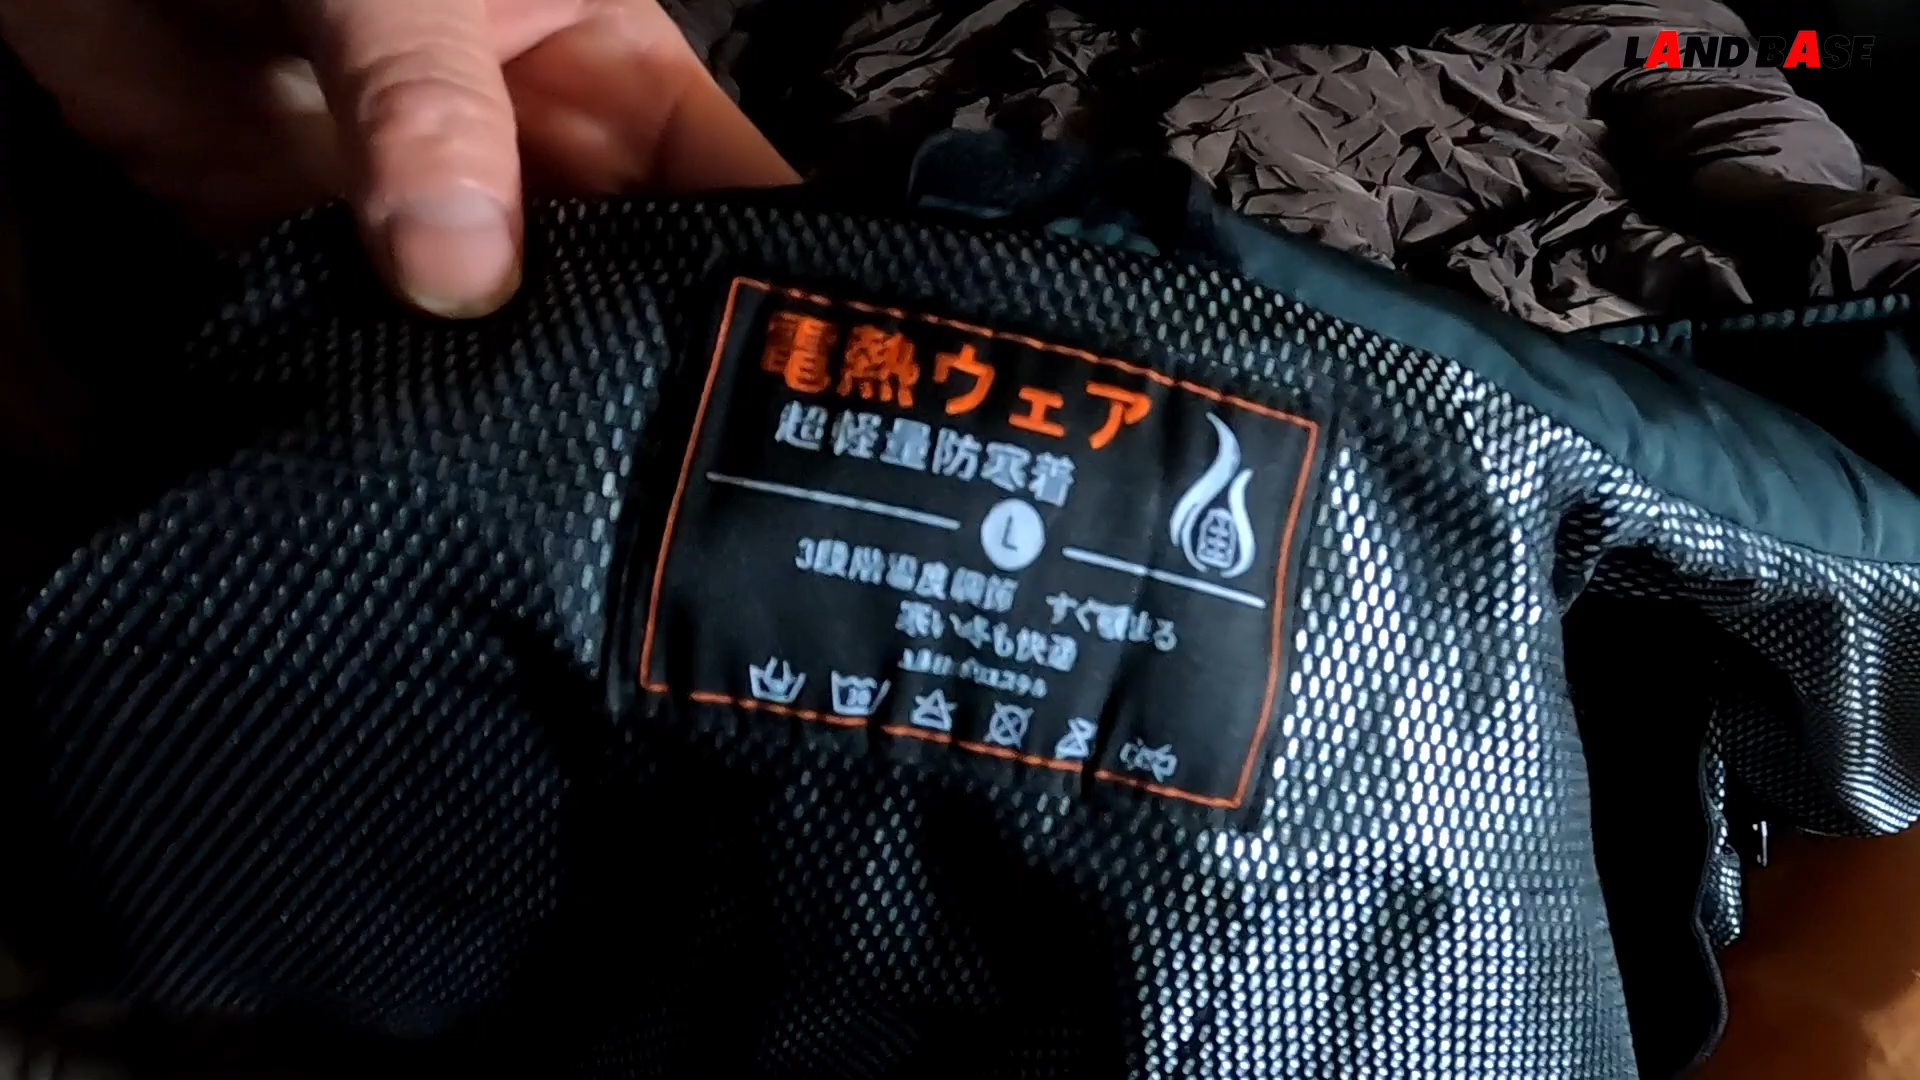 LAND BASE
電熱ウェア
超軽量防寒着
L
3段階温度調節 すぐ暖まる
寒い冬も快適